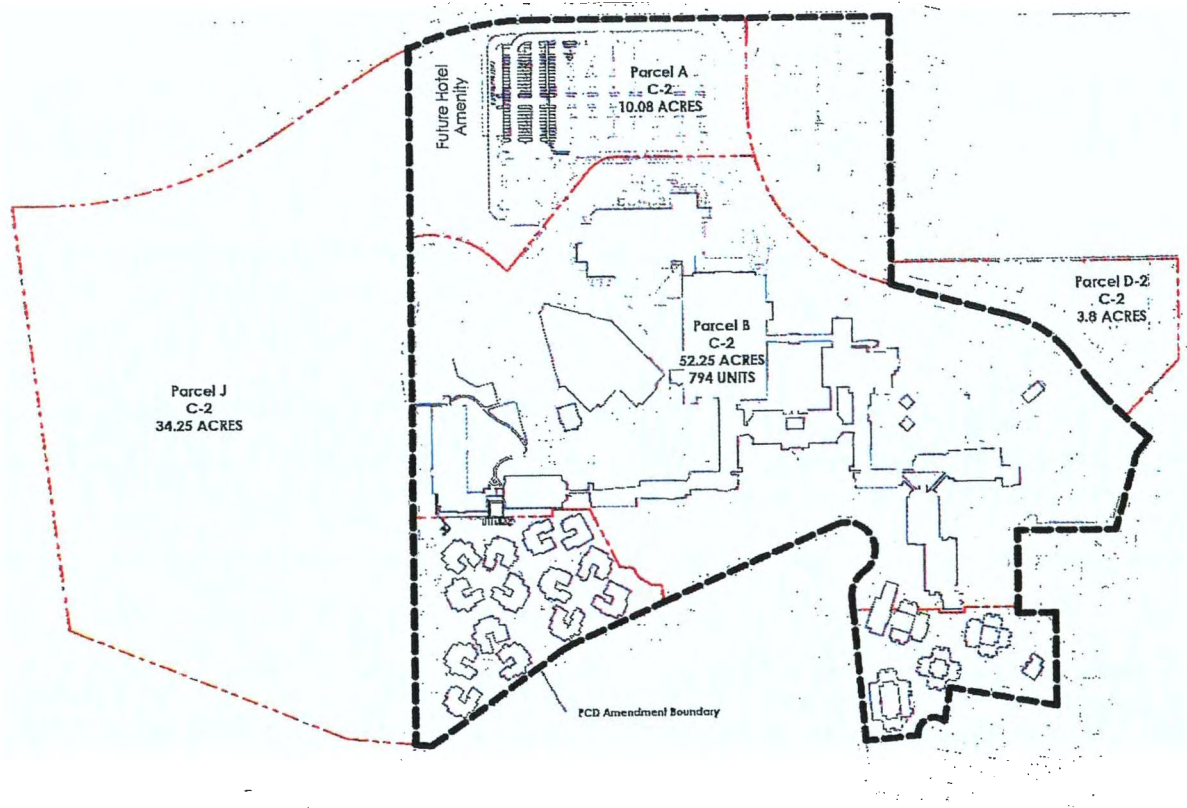 Future Hotel
Amenity
Parcel A
C-2
10.08 ACRES
Parcel D-2
C-2
3.8 ACRES
Parcel B
C-2
52.25 ACRES
794 UNITS
Parcel J
C-2
34.25 ACRES
PCD Amendment Boundary